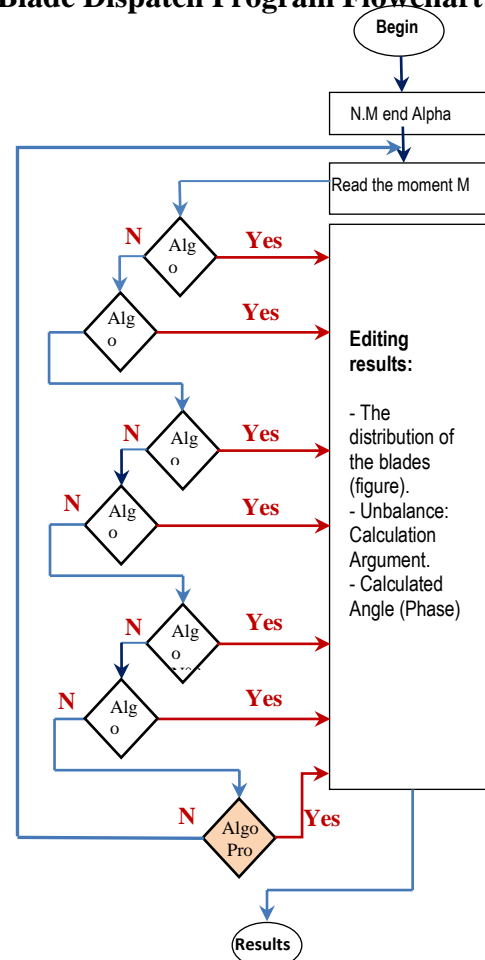 Blade Dispatch Program Flowchart
Begin
N.M end Alpha
Read the moment M
N
Yes
Alg
o
Yes
Alg
o
Editing
results:
- The
distribution of
the blades
(figure).
- Unbalance:
Calculation
Argument.
- Calculated
Angle (Phase)
N
Yes
Alg
o
N
Yes
Alg
o
N
Yes
Alg
o
N
Yes
Alg
o
N
Yes
Algo
Pro
Results